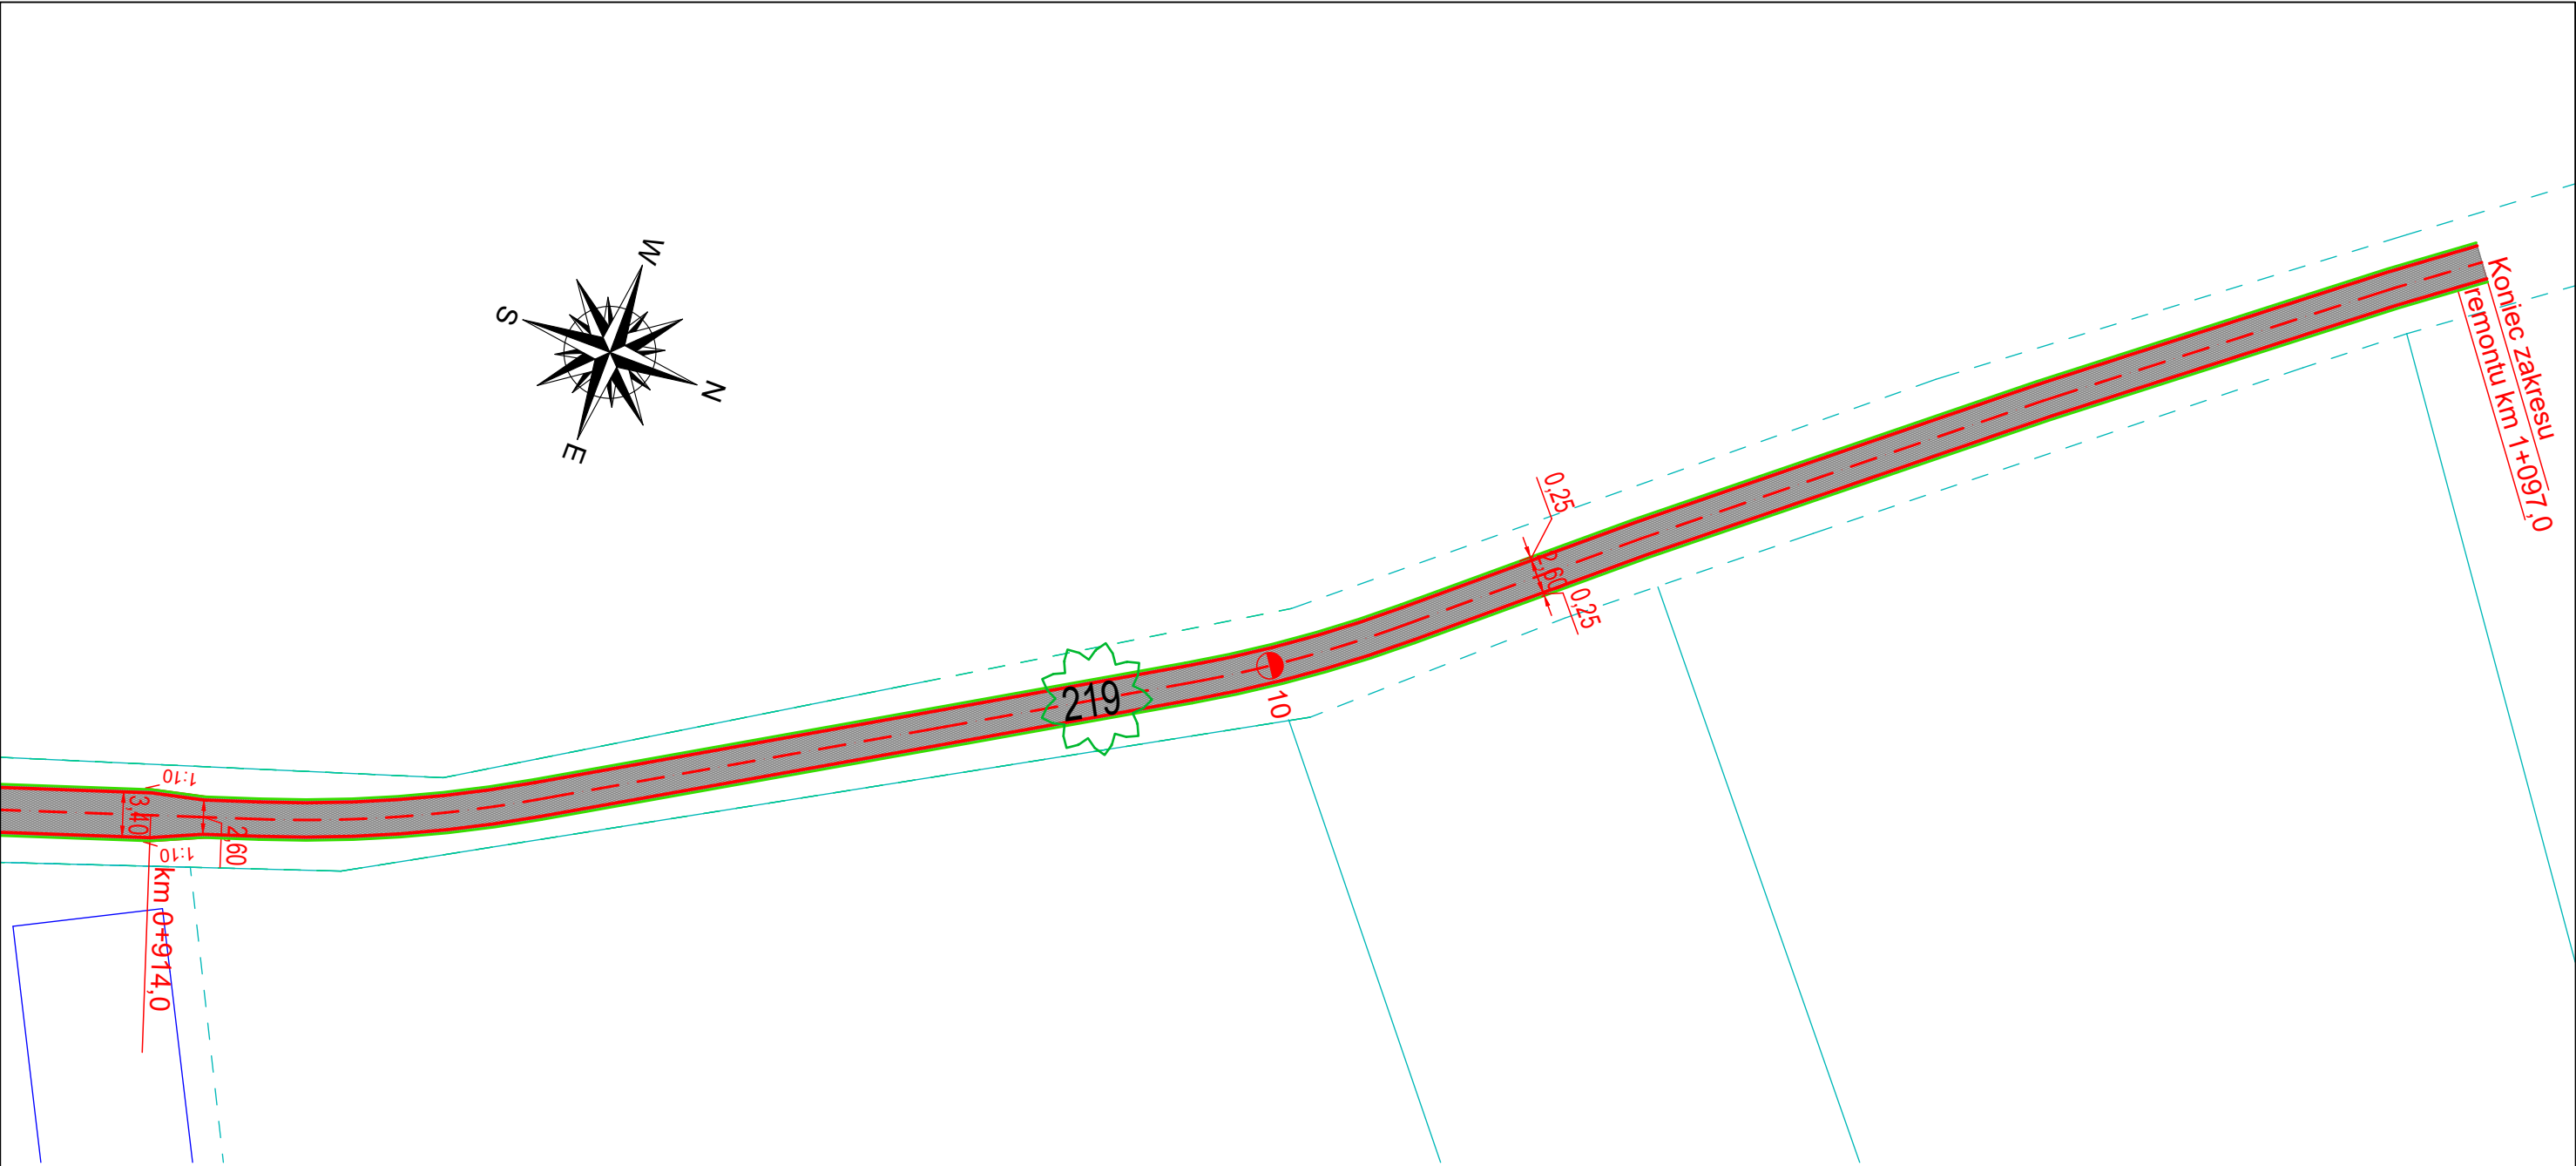 W
S
N
E
Koniec zakresu
remontu km 1+097,0
0,25
2,60
0,25
219
10
1:10
3,40
2,60
1:10
km 0+914,0